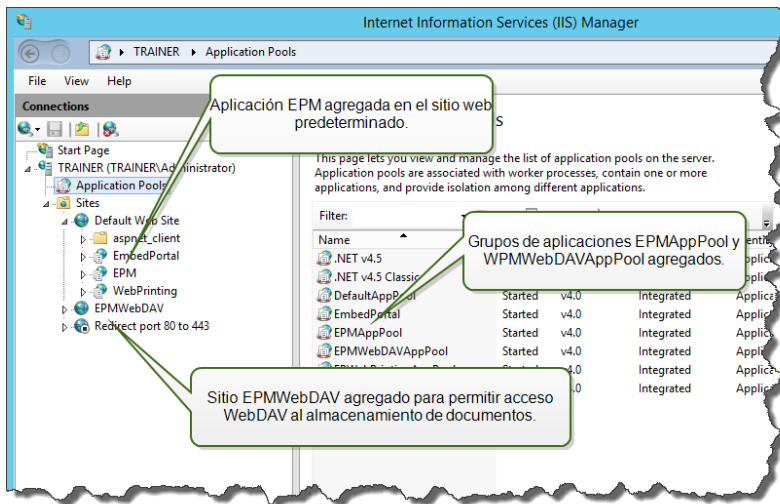 Internet Information Services (IIS) Manager
TRAINER Application Pools
File View Help
Connections
Start Page
TRAINER (TRAINER\Administrator)
Application Pools
Sites
Default Web Site
aspnet_client
EmbedPortal
EPM
WebPrinting
EPMWebDAV
Redirect port 80 to 443
Aplicación EPM agregada en el sitio web
predeterminado.
This page lets you view and manage the list of application pools on the server.
Application pools are associated with worker processes, contain one or more
applications, and provide isolation among different applications.
Filter:
Name
.NET v4.5
.NET v4.5 Classic
DefaultAppPool Started v4.0 Integrated
EmbedPortal Started v4.0 Integrated
EPMAppPool Started v4.0 Integrated
EPMWebDAVAppPool Started v4.0 Integrated
v4.0 Integrated
Integrated
Grupos de aplicaciones EPMAppPool y
WPMWebDAVAppPool agregados.
Sitio EPMWebDAV agregado para permitir acceso
WebDAV al almacenamiento de documentos.